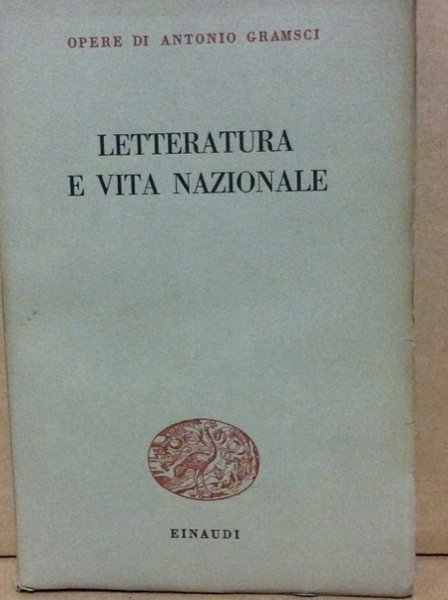 OPERE DI ANTONIO GRAMSCI
LETTERATURA
E VITA NAZIONALE
EINAUDI